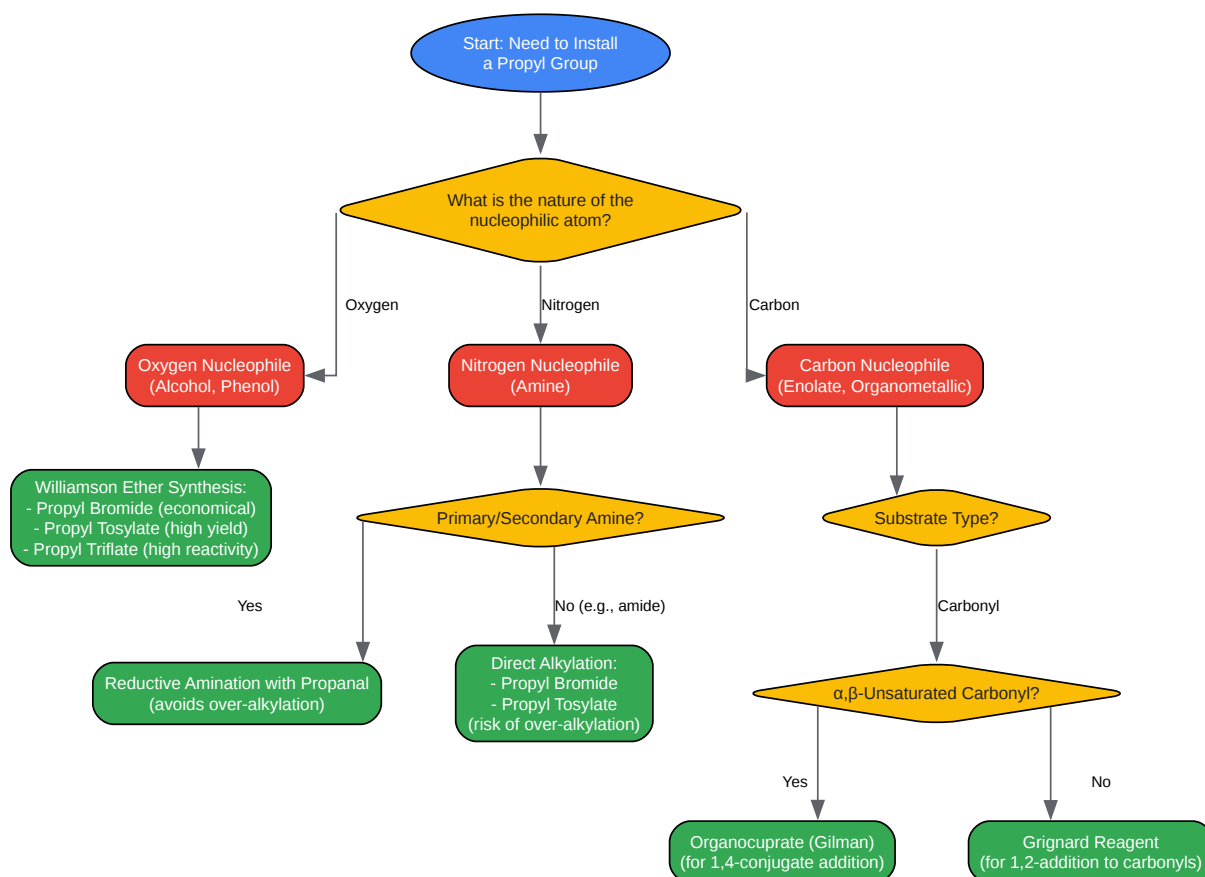 Start: Need to Install
a Propyl Group
What is the nature of the
nucleophilic atom?
Oxygen
Nitrogen
Carbon
Oxygen Nucleophile
(Alcohol, Phenol)
Nitrogen Nucleophile
(Amine)
Carbon Nucleophile
(Enolate, Organometallic)
Williamson Ether Synthesis:
- Propyl Bromide (economical)
- Propyl Tosylate (high yield)
- Propyl Triflate (high reactivity)
Primary/Secondary Amine?
Substrate Type?
Yes
No (e.g., amide)
Carbonyl
Reductive Amination with Propanal
(avoids over-alkylation)
Direct Alkylation:
- Propyl Bromide
- Propyl Tosylate
(risk of over-alkylation)
α,β-Unsaturated Carbonyl?
Yes
No
Organocuprate (Gilman)
(for 1,4-conjugate addition)
Grignard Reagent
(for 1,2-addition to carbonyls)